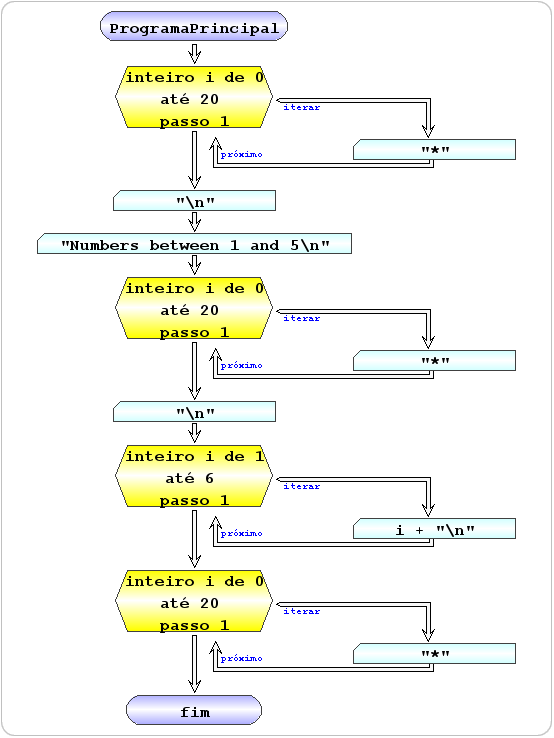 ProgramaPrincipal
inteiro i de 0
até 20
passo 1
iterar
"*"
próximo
"\n"
"Numbers between 1 and 5\n"
inteiro i de 0
até 20
passo 1
iterar
"*"
próximo
"\n"
inteiro i de 1
até 6
passo 1
iterar
i + "\n"
próximo
inteiro i de 0
até 20
passo 1
iterar
"*"
próximo
fim